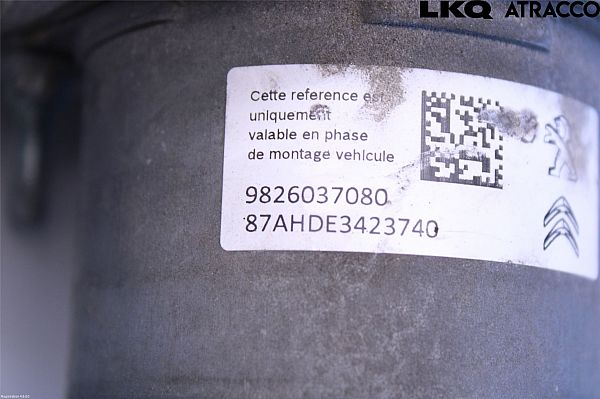 LKQ ATRACCO
Cette reference est
uniquement
valable en phase
de montage vehicule
9826037080
87AHDE3423740